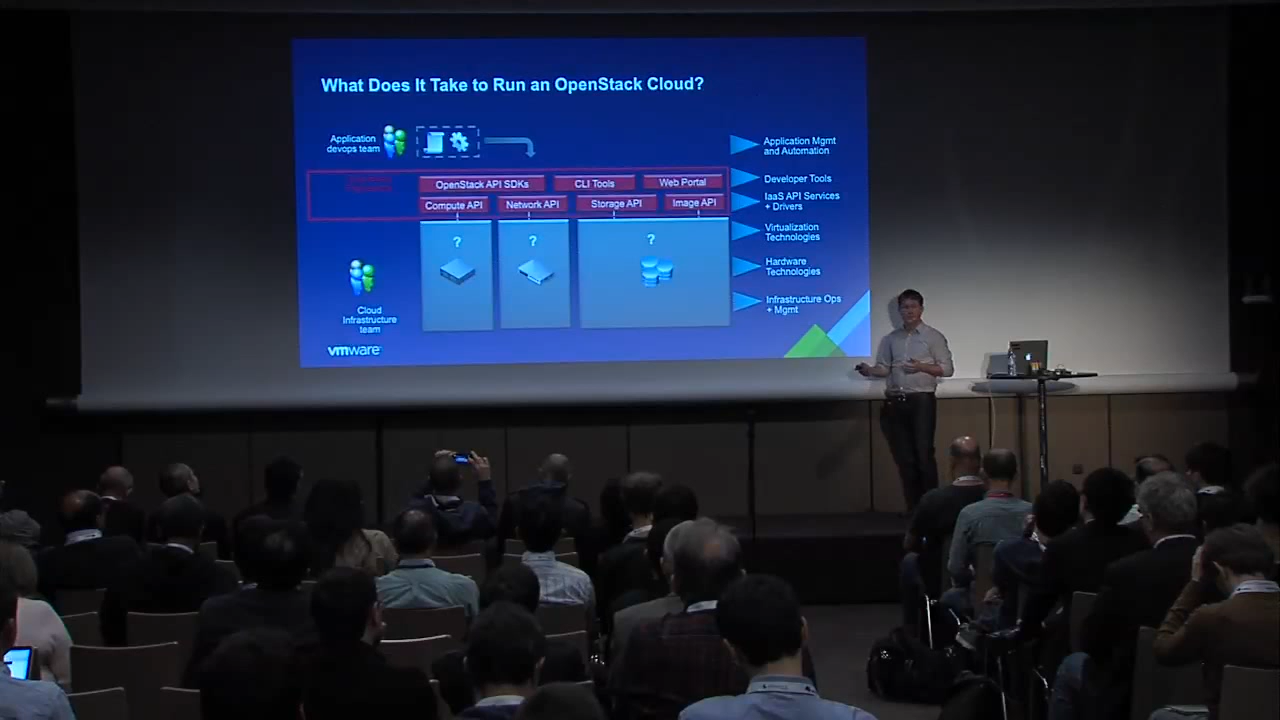 What Does It Take to Run an OpenStack Cloud?
Application
devops team
OpenStack API SDKs
CLI Tools
Web Portal
Compute API
Network API
Storage API
Image API
?
?
?
Cloud
Infrastructure
team
Application Mgmt
and Automation
Developer Tools
IaaS API Services
+ Drivers
Virtualization
Technologies
Hardware
Technologies
Infrastructure Ops
+ Mgmt
vmware